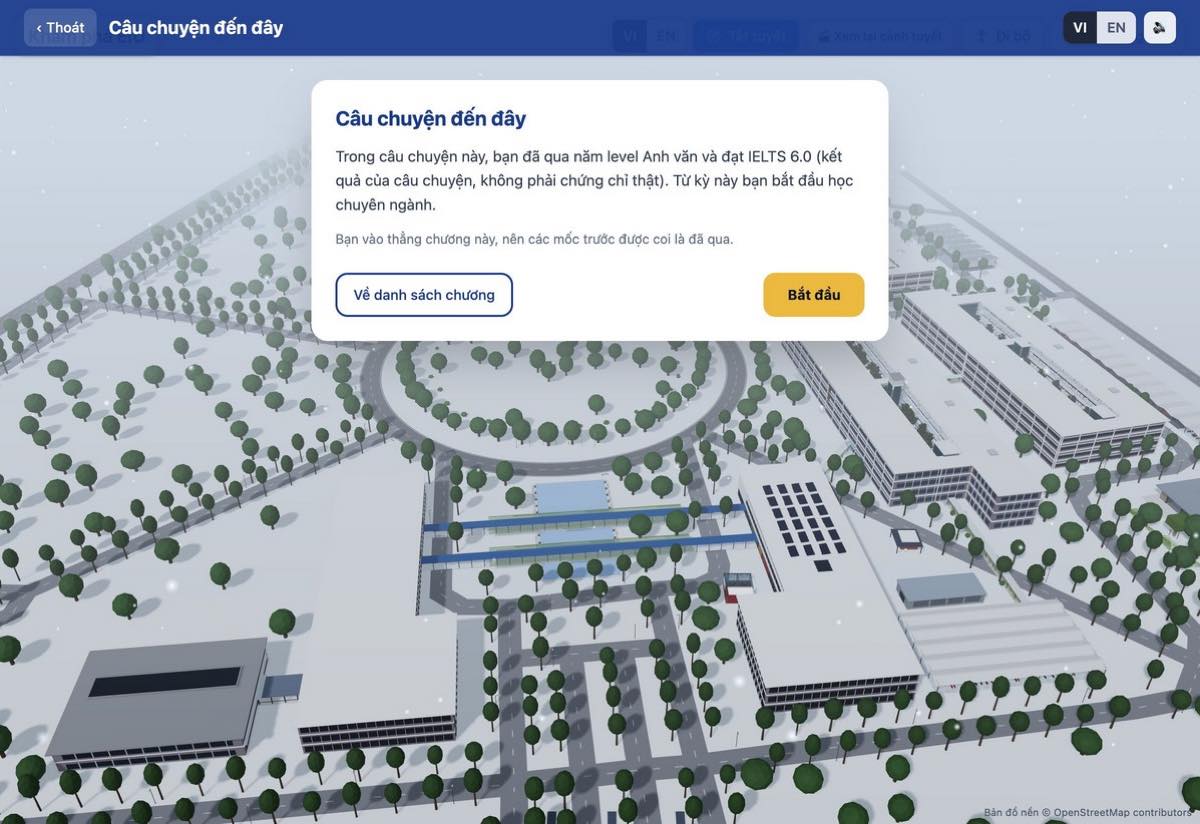 ‹ Thoát
Câu chuyện đến đây
VI
EN
Câu chuyện đến đây
Trong câu chuyện này, bạn đã qua năm level Anh văn và đạt IELTS 6.0 (kết
quả của câu chuyện, không phải chứng chỉ thật). Từ kỳ này bạn bắt đầu học
chuyên ngành.
Bạn vào thẳng chương này, nên các mốc trước được coi là đã qua.
Về danh sách chương
Bắt đầu
Bản đồ nền © OpenStreetMap contributors